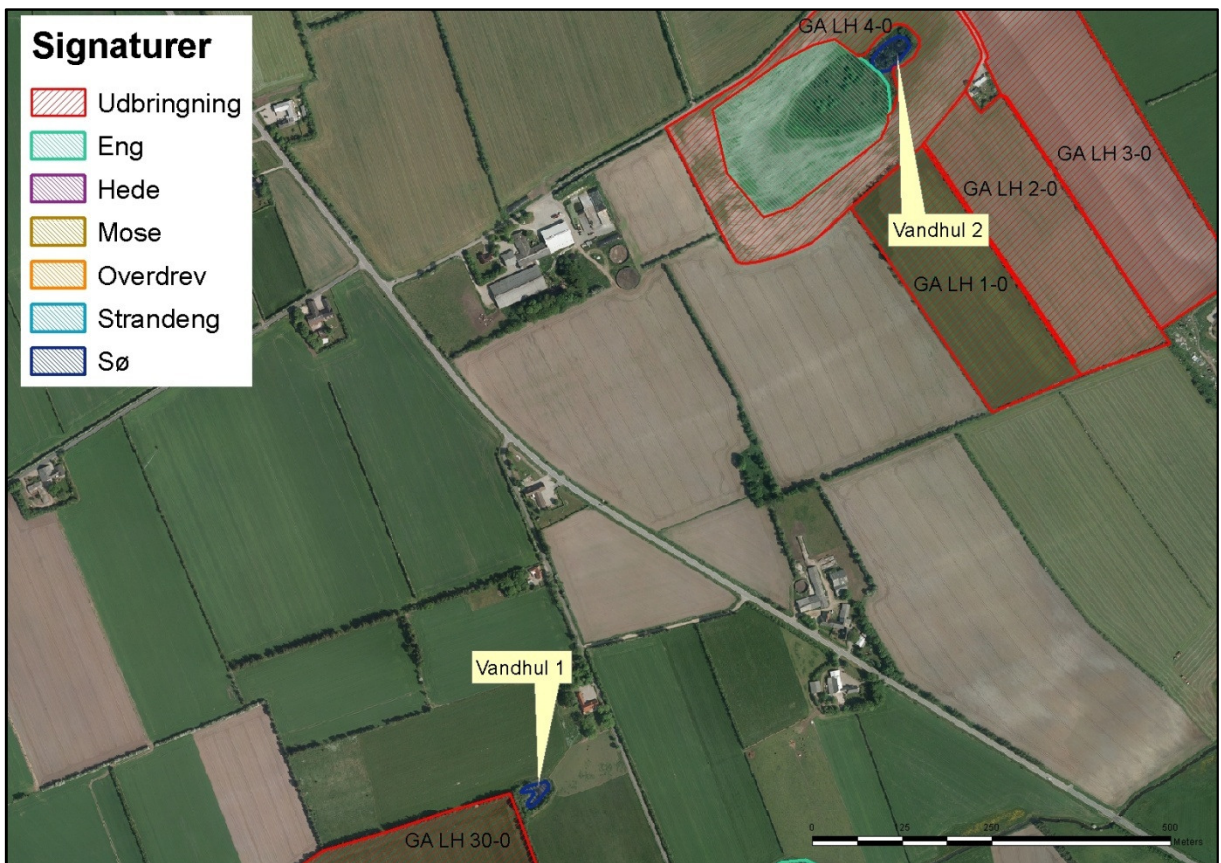 Signaturer
Udbringning
Eng
Hede
Mose
Overdrev
Strandeng
Sø
GA LH 4-0
GA LH 3-0
GA LH 2-0
Vandhul 2
GA LH 1-0
Vandhul 1
GA LH 30-0
0 125 250 500
Meters